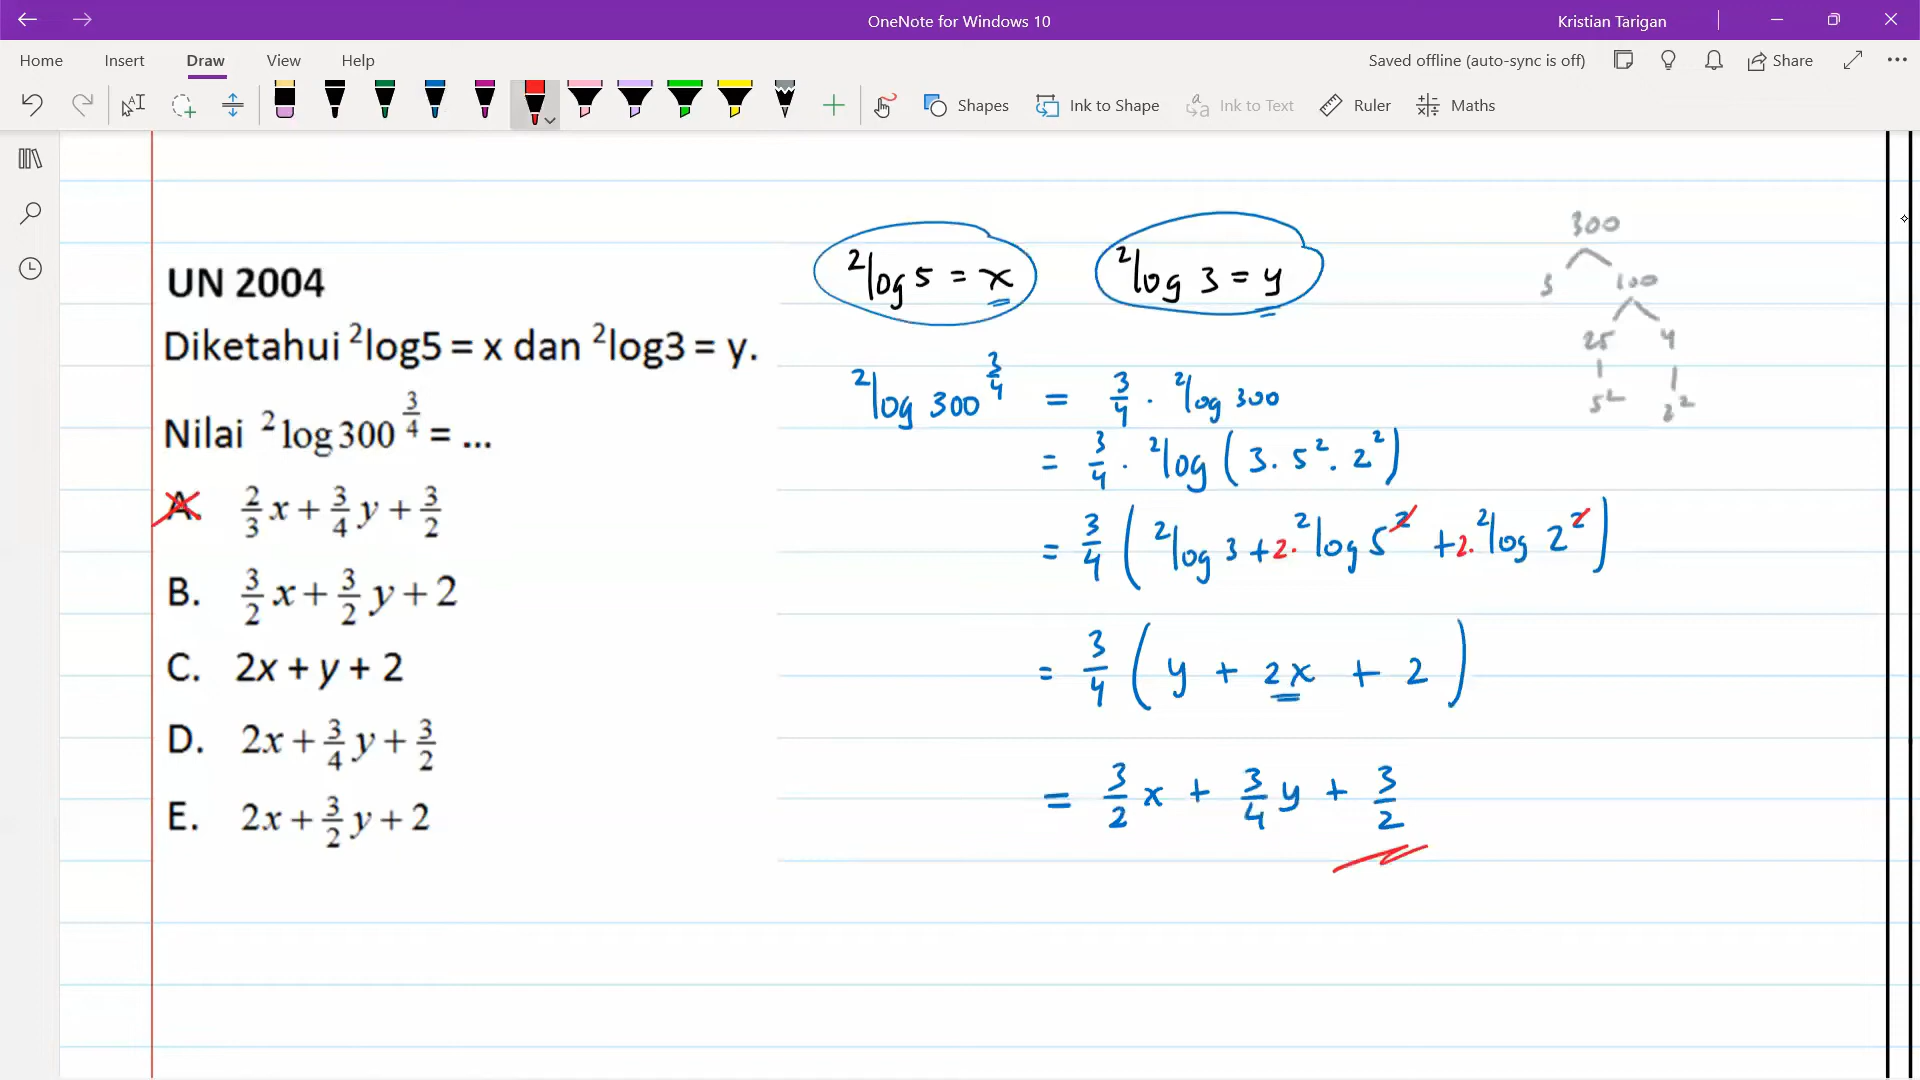 OneNote for Windows 10
Kristian Tarigan
Home Insert Draw View Help
Saved offline (auto-sync is off) Share
Shapes Ink to Shape Ink to Text Ruler Maths
UN 2004
Diketahui ²log5 = x dan ²log3 = y.
Nilai ²log300^(3/4) = ...
A. 2/3 x + 3/4 y + 3/2
B. 3/2 x + 3/2 y + 2
C. 2x + y + 2
D. 2x + 3/4 y + 3/2
E. 2x + 3/2 y + 2
²log 5 = x ²log 3 = y
²log 300^(3/4) = 3/4 · ²log 300
= 3/4 · ²log (3 · 5² · 2²)
= 3/4 (²log 3 + 2· ²log 5² + 2· ²log 2²)
= 3/4 (y + 2x + 2)
= 3/2 x + 3/4 y + 3/2
300
3 100
25 4
5² 2²